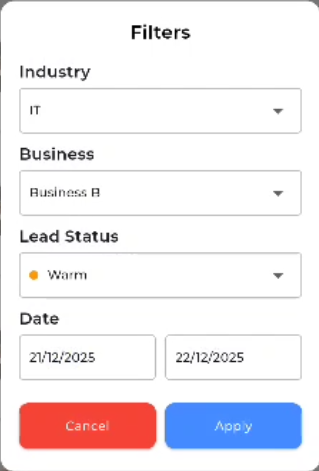 Filters
Industry
IT
Business
Business B
Lead Status
Warm
Date
21/12/2025 22/12/2025
Cancel Apply